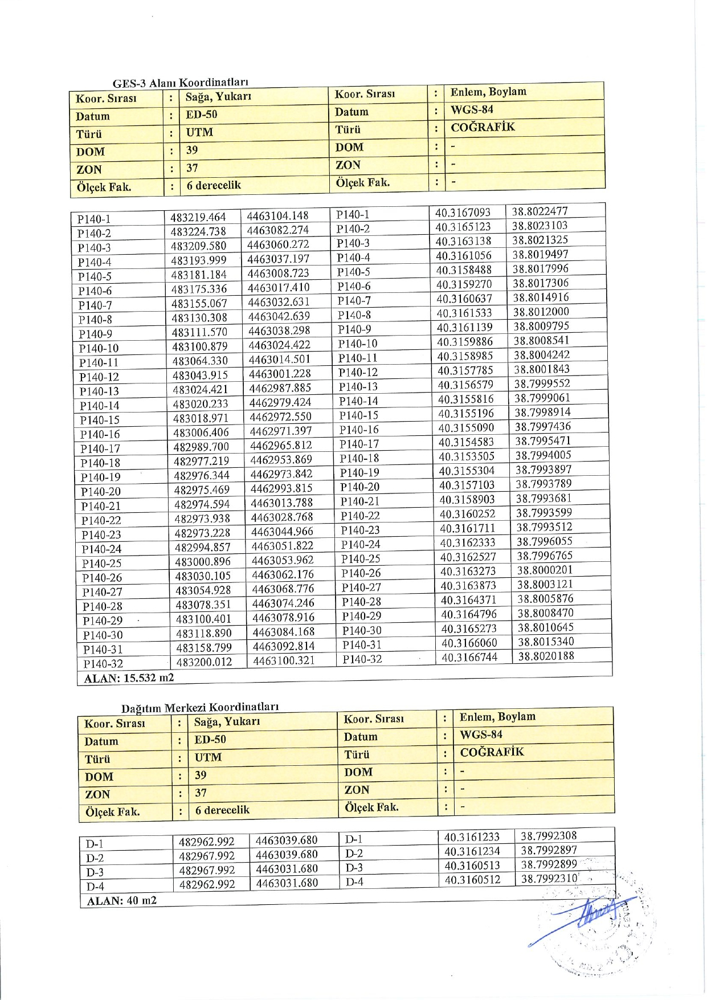 GES-3 Alanı Koordinatları
Koor. Sırası : Sağa, Yukarı Koor. Sırası : Enlem, Boylam
Datum : ED-50 Datum : WGS-84
Türü : UTM Türü : COĞRAFİK
DOM : 39 DOM : -
ZON : 37 ZON : -
Ölçek Fak. : 6 derecelik Ölçek Fak. : -
P140-1 483219.464 4463104.148 P140-1 40.3167093 38.8022477
P140-2 483224.738 4463082.274 P140-2 40.3165123 38.8023103
P140-3 483209.580 4463060.272 P140-3 40.3163138 38.8021325
P140-4 483193.999 4463037.197 P140-4 40.3161056 38.8019497
P140-5 483181.184 4463008.723 P140-5 40.3158488 38.8017996
P140-6 483175.336 4463017.410 P140-6 40.3159270 38.8017306
P140-7 483155.067 4463032.631 P140-7 40.3160637 38.8014916
P140-8 483130.308 4463042.639 P140-8 40.3161533 38.8012000
P140-9 483111.570 4463038.298 P140-9 40.3161139 38.8009795
P140-10 483100.879 4463024.422 P140-10 40.3159886 38.8008541
P140-11 483064.330 4463014.501 P140-11 40.3158985 38.8004242
P140-12 483043.915 4463001.228 P140-12 40.3157785 38.8001843
P140-13 483024.421 4462987.885 P140-13 40.3156579 38.7999552
P140-14 483020.233 4462979.424 P140-14 40.3155816 38.7999061
P140-15 483018.971 4462972.550 P140-15 40.3155196 38.7998914
P140-16 483006.406 4462971.397 P140-16 40.3155090 38.7997436
P140-17 482989.700 4462965.812 P140-17 40.3154583 38.7995471
P140-18 482977.219 4462953.869 P140-18 40.3153505 38.7994005
P140-19 482976.344 4462973.842 P140-19 40.3155304 38.7993897
P140-20 482975.469 4462993.815 P140-20 40.3157103 38.7993789
P140-21 482974.594 4463013.788 P140-21 40.3158903 38.7993681
P140-22 482973.938 4463028.768 P140-22 40.3160252 38.7993599
P140-23 482973.228 4463044.966 P140-23 40.3161711 38.7993512
P140-24 482994.857 4463051.822 P140-24 40.3162333 38.7996055
P140-25 483000.896 4463053.962 P140-25 40.3162527 38.7996765
P140-26 483030.105 4463062.176 P140-26 40.3163273 38.8000201
P140-27 483054.928 4463068.776 P140-27 40.3163873 38.8003121
P140-28 483078.351 4463074.246 P140-28 40.3164371 38.8005876
P140-29 483100.401 4463078.916 P140-29 40.3164796 38.8008470
P140-30 483118.890 4463084.168 P140-30 40.3165273 38.8010645
P140-31 483158.799 4463092.814 P140-31 40.3166060 38.8015340
P140-32 483200.012 4463100.321 P140-32 40.3166744 38.8020188
ALAN: 15.532 m2
Dağıtım Merkezi Koordinatları
Koor. Sırası : Sağa, Yukarı Koor. Sırası : Enlem, Boylam
Datum : ED-50 Datum : WGS-84
Türü : UTM Türü : COĞRAFİK
DOM : 39 DOM : -
ZON : 37 ZON : -
Ölçek Fak. : 6 derecelik Ölçek Fak. : -
D-1 482962.992 4463039.680 D-1 40.3161233 38.7992308
D-2 482967.992 4463039.680 D-2 40.3161234 38.7992897
D-3 482967.992 4463031.680 D-3 40.3160513 38.7992899
D-4 482962.992 4463031.680 D-4 40.3160512 38.7992310
ALAN: 40 m2